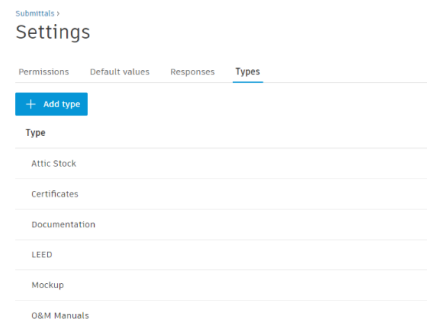 Submittals >
Settings
Permissions Default values Responses Types
+ Add type
Type
Attic Stock
Certificates
Documentation
LEED
Mockup
O&M Manuals